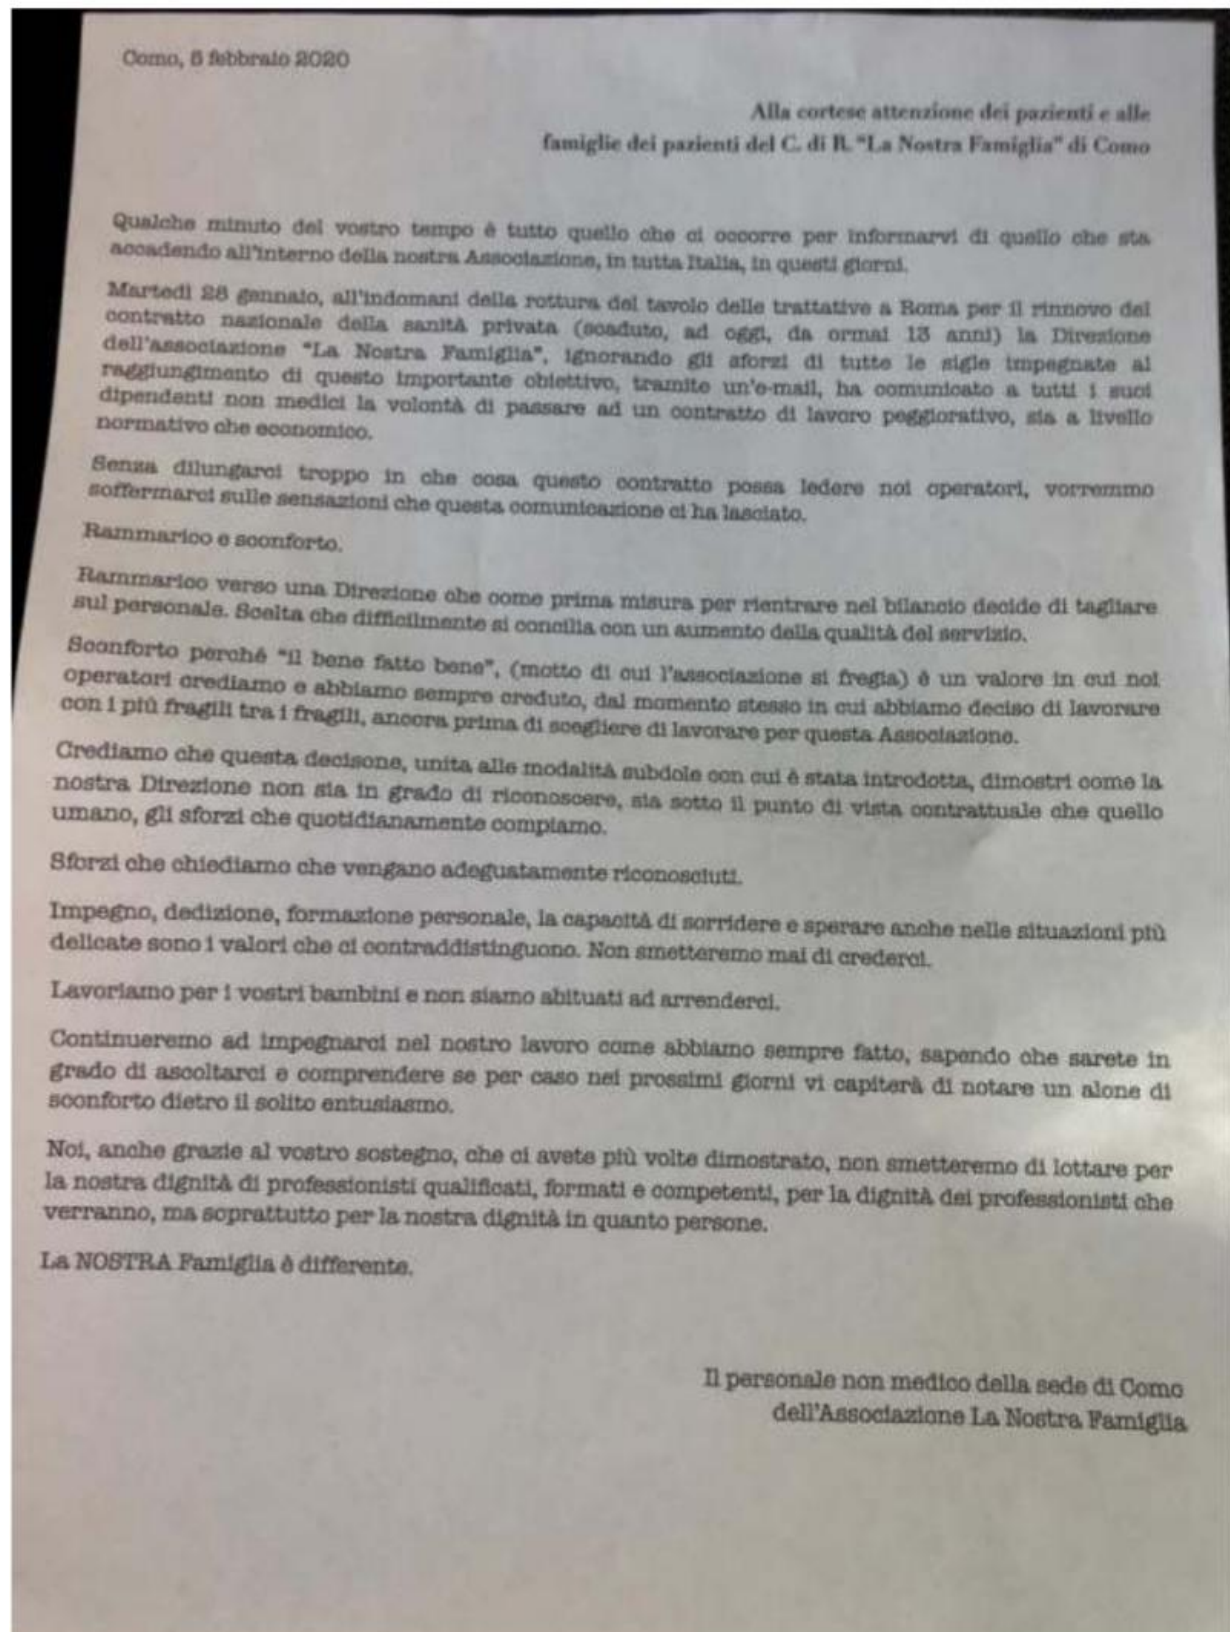 Como, 5 febbraio 2020
Alla cortese attenzione dei pazienti e alle
famiglie dei pazienti del C. di R. “La Nostra Famiglia” di Como
Qualche minuto del vostro tempo è tutto quello che ci occorre per informarvi di quello che sta
accadendo all'interno della nostra Associazione, in tutta Italia, in questi giorni.
Martedì 28 gennaio, all'indomani della rottura del tavolo delle trattative a Roma per il rinnovo del
contratto nazionale della sanità privata (scaduto, ad oggi, da ormai 13 anni) la Direzione
dell'associazione “La Nostra Famiglia”, ignorando gli sforzi di tutte le sigle impegnate al
raggiungimento di questo importante obiettivo, tramite un'e-mail, ha comunicato a tutti i suoi
dipendenti non medici la volontà di passare ad un contratto di lavoro peggiorativo, sia a livello
normativo che economico.
Senza dilungarci troppo in che cosa questo contratto possa ledere noi operatori, vorremmo
soffermarci sulle sensazioni che questa comunicazione ci ha lasciato.
Rammarico e sconforto.
Rammarico verso una Direzione che come prima misura per rientrare nel bilancio decide di tagliare
sul personale. Scelta che difficilmente si concilia con un aumento della qualità del servizio.
Sconforto perché “il bene fatto bene”, (motto di cui l'associazione si fregia) è un valore in cui noi
operatori crediamo e abbiamo sempre creduto, dal momento stesso in cui abbiamo deciso di lavorare
con i più fragili tra i fragili, ancora prima di scegliere di lavorare per questa Associazione.
Crediamo che questa decisone, unita alle modalità subdole con cui è stata introdotta, dimostri come la
nostra Direzione non sia in grado di riconoscere, sia sotto il punto di vista contrattuale che quello
umano, gli sforzi che quotidianamente compiamo.
Sforzi che chiediamo che vengano adeguatamente riconosciuti.
Impegno, dedizione, formazione personale, la capacità di sorridere e sperare anche nelle situazioni più
delicate sono i valori che ci contraddistinguono. Non smetteremo mai di crederci.
Lavoriamo per i vostri bambini e non siamo abituati ad arrenderci.
Continueremo ad impegnarci nel nostro lavoro come abbiamo sempre fatto, sapendo che sarete in
grado di ascoltarci e comprendere se per caso nei prossimi giorni vi capiterà di notare un alone di
sconforto dietro il solito entusiasmo.
Noi, anche grazie al vostro sostegno, che ci avete più volte dimostrato, non smetteremo di lottare per
la nostra dignità di professionisti qualificati, formati e competenti, per la dignità dei professionisti che
verranno, ma soprattutto per la nostra dignità in quanto persone.
La NOSTRA Famiglia è differente.
Il personale non medico della sede di Como
dell'Associazione La Nostra Famiglia